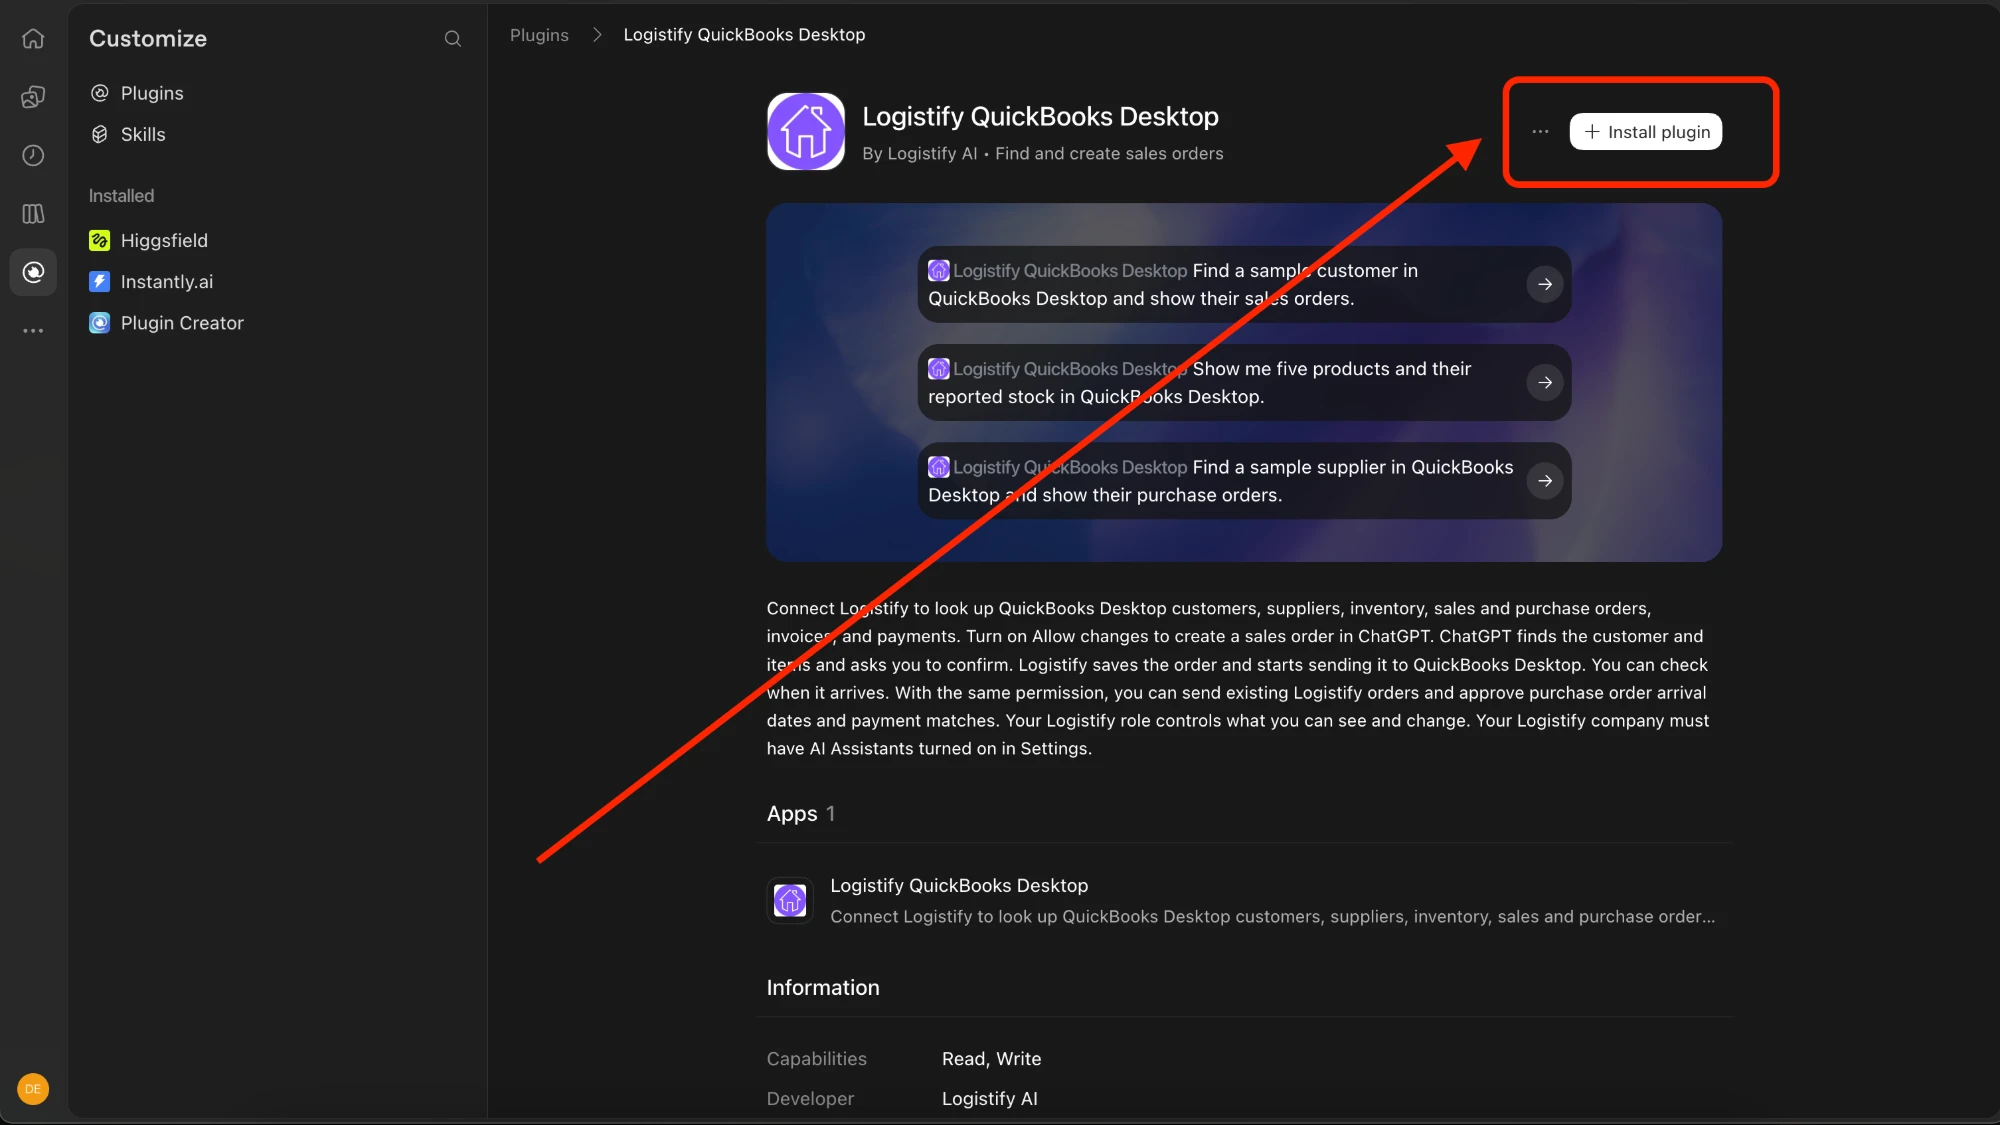 Customize
Plugins
Skills
Installed
Higgsfield
Instantly.ai
Plugin Creator
DE
Plugins
Logistify QuickBooks Desktop
Logistify QuickBooks Desktop
By Logistify AI • Find and create sales orders
Install plugin
Logistify QuickBooks Desktop Find a sample customer in
QuickBooks Desktop and show their sales orders.
Logistify QuickBooks Desktop Show me five products and their
reported stock in QuickBooks Desktop.
Logistify QuickBooks Desktop Find a sample supplier in QuickBooks
Desktop and show their purchase orders.
Connect Logistify to look up QuickBooks Desktop customers, suppliers, inventory, sales and purchase orders,
invoices, and payments. Turn on Allow changes to create a sales order in ChatGPT. ChatGPT finds the customer and
items and asks you to confirm. Logistify saves the order and starts sending it to QuickBooks Desktop. You can check
when it arrives. With the same permission, you can send existing Logistify orders and approve purchase order arrival
dates and payment matches. Your Logistify role controls what you can see and change. Your Logistify company must
have AI Assistants turned on in Settings.
Apps 1
Logistify QuickBooks Desktop
Connect Logistify to look up QuickBooks Desktop customers, suppliers, inventory, sales and purchase order...
Information
Capabilities Read, Write
Developer Logistify AI